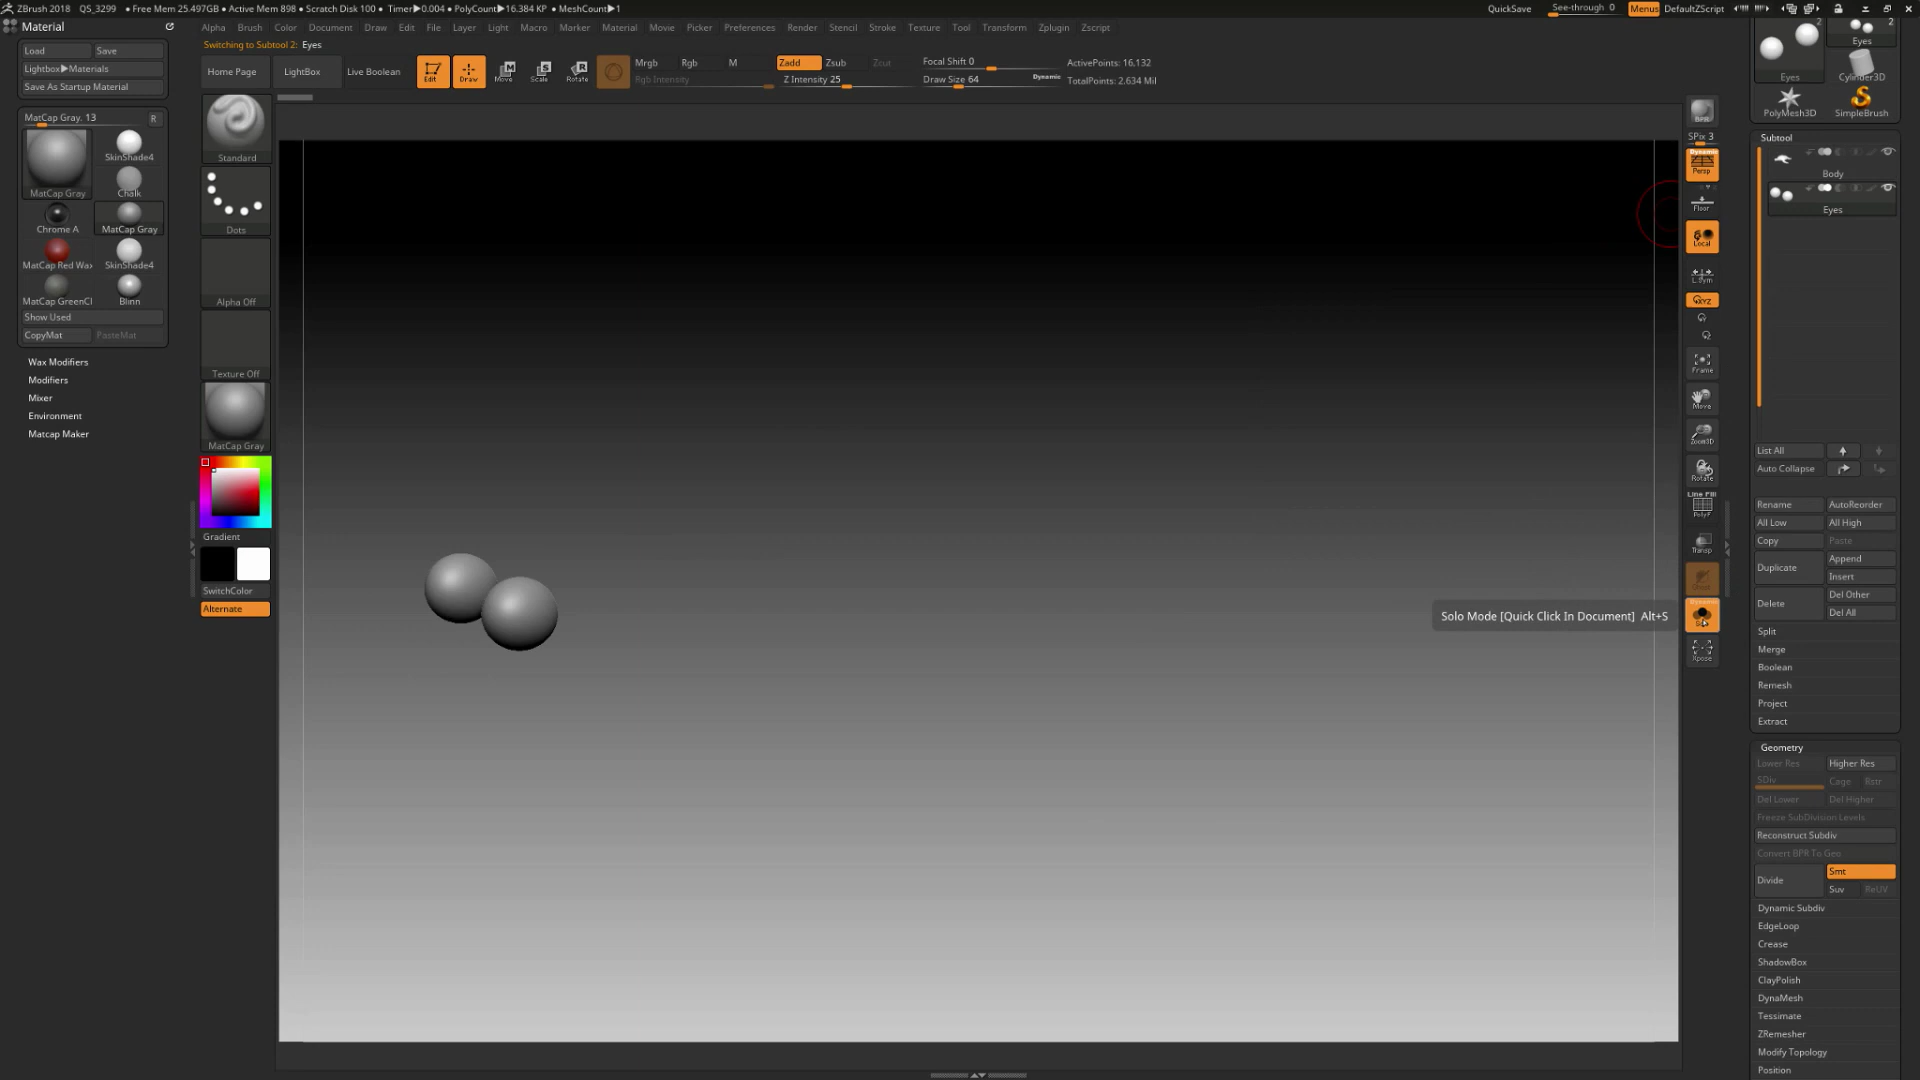 ZBrush 2018 QS_3299 • Free Mem 25.497GB • Active Mem 898 • Scratch Disk 100 • Timer▶0.004 • PolyCount▶16.384 KP • MeshCount▶1 QuickSave See-through 0 Menus DefaultZScript
Material
Alpha Brush Color Document Draw Edit File Layer Light Macro Marker Material Movie Picker Preferences Render Stencil Stroke Texture Tool Transform Zplugin Zscript
Switching to Subtool 2: Eyes
Load Save
Lightbox▶Materials
Save As Startup Material
MatCap Gray. 13 R
MatCap Gray
SkinShade4
Chalk
Chrome A
MatCap Gray
MatCap Red Wax
SkinShade4
MatCap GreenCl
Blinn
Show Used
CopyMat PasteMat
Wax Modifiers
Modifiers
Mixer
Environment
Matcap Maker
Home Page
LightBox
Live Boolean
Edit
Draw
Move
Scale
Rotate
Mrgb Rgb M
Rgb Intensity
Zadd Zsub Zcut
Z Intensity 25
Focal Shift 0
Draw Size 64
Dynamic
ActivePoints: 16,132
TotalPoints: 2.634 Mil
Standard
Dots
Alpha Off
Texture Off
MatCap Gray
Gradient
SwitchColor
Alternate
Solo Mode [Quick Click In Document] Alt+S
BPR
SPix 3
Dynamic
Persp
Floor
Local
L.Sym
XYZ
Frame
Move
Zoom3D
Rotate
Line Fill
PolyF
Transp
Dynamic
Xpose
2
2
Eyes
Eyes
Cylinder3D
PolyMesh3D
SimpleBrush
Subtool
Body
Eyes
List All
Auto Collapse
Rename AutoReorder
All Low All High
Copy Paste
Duplicate
Append
Insert
Delete
Del Other
Del All
Split
Merge
Boolean
Remesh
Project
Extract
Geometry
Lower Res Higher Res
SDiv Cage Rstr
Del Lower Del Higher
Freeze SubDivision Levels
Reconstruct Subdiv
Convert BPR To Geo
Divide
Smt
Suv ReUV
Dynamic Subdiv
EdgeLoop
Crease
ShadowBox
ClayPolish
DynaMesh
Tessimate
ZRemesher
Modify Topology
Position